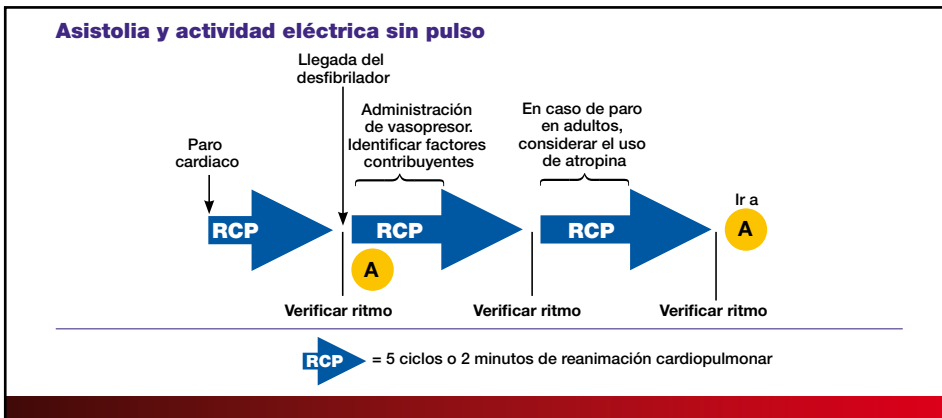 Asistolia y actividad eléctrica sin pulso
Llegada del
desfibrilador
Paro
cardiaco
Administración
de vasopresor.
Identificar factores
contribuyentes
En caso de paro
en adultos,
considerar el uso
de atropina
Ir a
A
RCP
RCP
RCP
A
Verificar ritmo
Verificar ritmo
Verificar ritmo
RCP = 5 ciclos o 2 minutos de reanimación cardiopulmonar